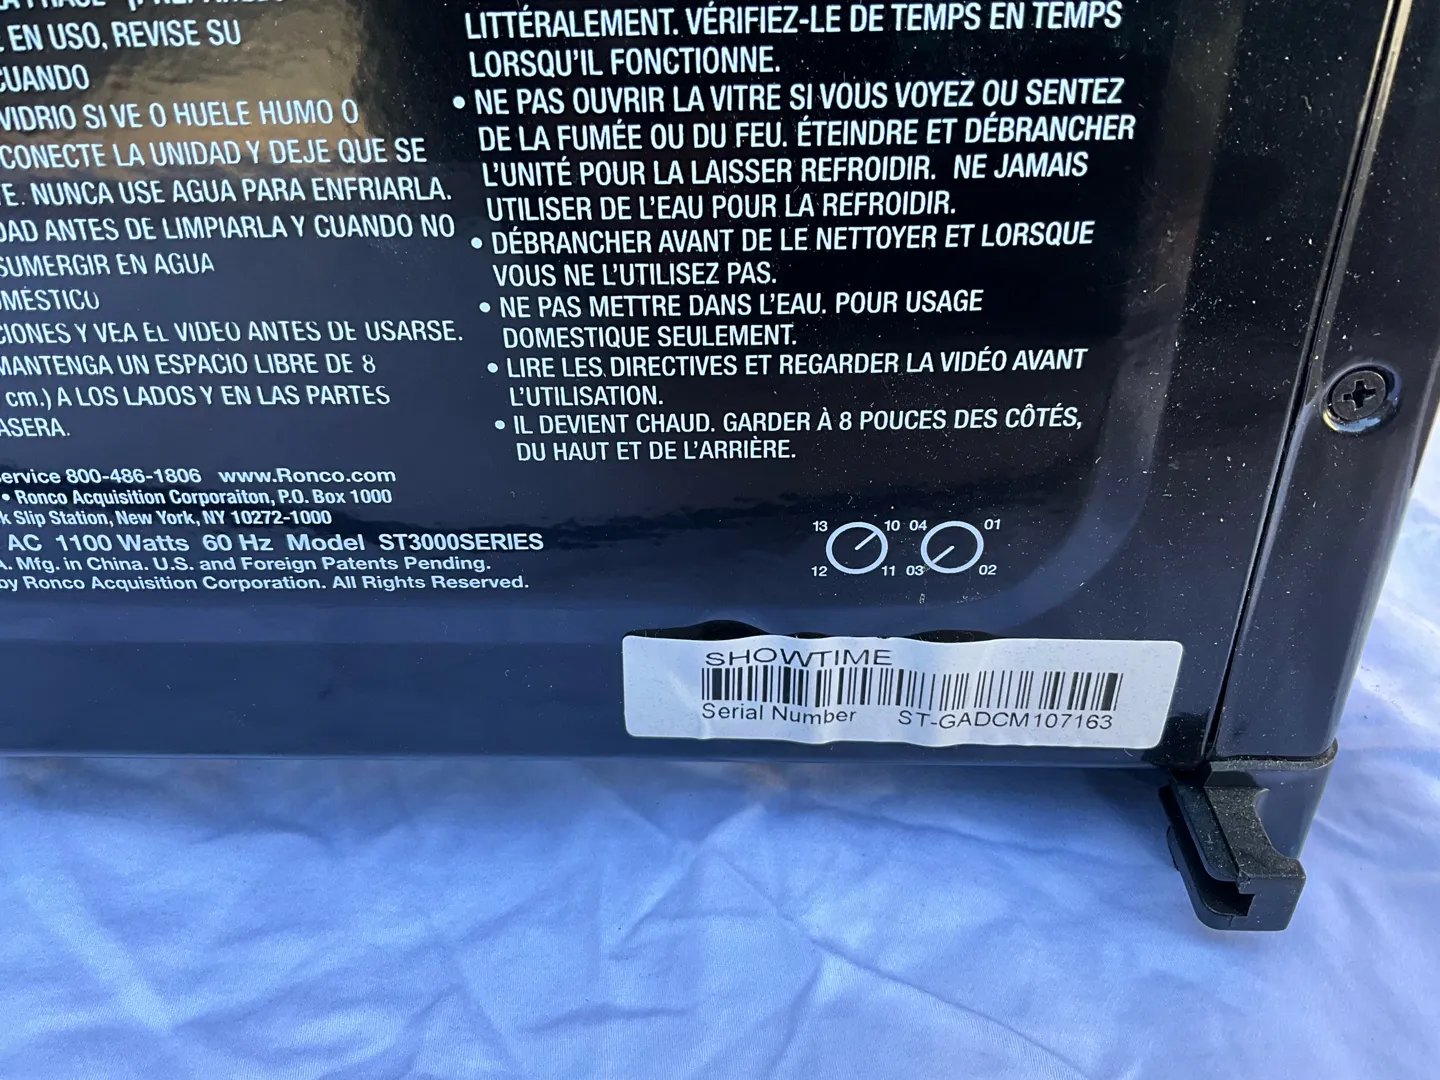 EN USO, REVISE SU
CUANDO
VIDRIO SI VE O HUELE HUMO O
CONECTE LA UNIDAD Y DEJE QUE SE
TE. NUNCA USE AGUA PARA ENFRIARLA.
DAD ANTES DE LIMPIARLA Y CUANDO NO
SUMERGIR EN AGUA
OMÉSTICO
CIONES Y VEA EL VIDEO ANTES DE USARSE.
MANTENGA UN ESPACIO LIBRE DE 8
cm.) A LOS LADOS Y EN LAS PARTES
ASERA.
LITTÉRALEMENT. VÉRIFIEZ-LE DE TEMPS EN TEMPS
LORSQU'IL FONCTIONNE.
• NE PAS OUVRIR LA VITRE SI VOUS VOYEZ OU SENTEZ
DE LA FUMÉE OU DU FEU. ÉTEINDRE ET DÉBRANCHER
L'UNITÉ POUR LA LAISSER REFROIDIR. NE JAMAIS
UTILISER DE L'EAU POUR LA REFROIDIR.
• DÉBRANCHER AVANT DE LE NETTOYER ET LORSQUE
VOUS NE L'UTILISEZ PAS.
• NE PAS METTRE DANS L'EAU. POUR USAGE
DOMESTIQUE SEULEMENT.
• LIRE LES DIRECTIVES ET REGARDER LA VIDÉO AVANT
L'UTILISATION.
• IL DEVIENT CHAUD. GARDER À 8 POUCES DES CÔTÉS,
DU HAUT ET DE L'ARRIÈRE.
ervice 800-486-1806 www.Ronco.com
• Ronco Acquisition Corporaiton, P.O. Box 1000
k Slip Station, New York, NY 10272-1000
AC 1100 Watts 60 Hz Model ST3000SERIES
A. Mfg. in China. U.S. and Foreign Patents Pending.
by Ronco Acquisition Corporation. All Rights Reserved.
13 10 04 01
12 11 03 02
SHOWTIME
Serial Number ST-GADCM107163